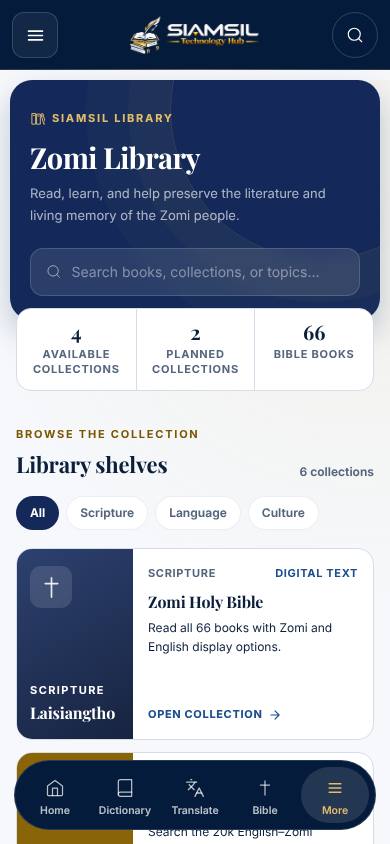 SIAMSIL
Technology Hub
SIAMSIL LIBRARY
Zomi Library
Read, learn, and help preserve the literature and
living memory of the Zomi people.
Search books, collections, or topics...
4
AVAILABLE
COLLECTIONS
2
PLANNED
COLLECTIONS
66
BIBLE BOOKS
BROWSE THE COLLECTION
Library shelves
6 collections
All
Scripture
Language
Culture
SCRIPTURE
DIGITAL TEXT
Zomi Holy Bible
Read all 66 books with Zomi and
English display options.
SCRIPTURE
Laisiangtho
OPEN COLLECTION →
Home
Dictionary
Translate
Bible
More
Search the 20k English–Zomi